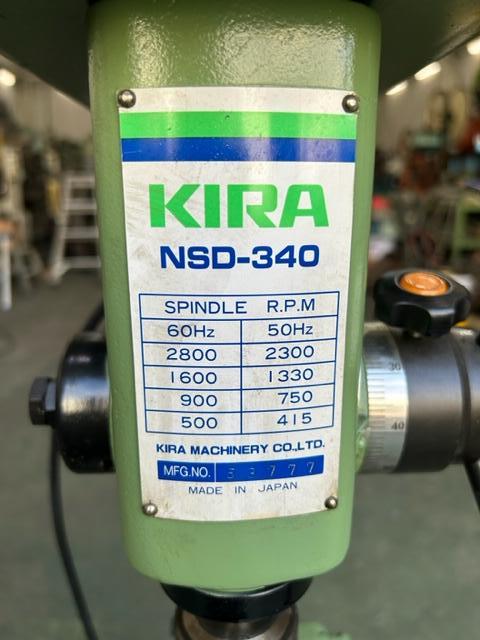 KIRA
NSD-340
SPINDLE R.P.M
60Hz 50Hz
2800 2300
1600 1330
900 750
500 415
KIRA MACHINERY CO.,LTD.
MFG.NO.
MADE IN JAPAN
30
40